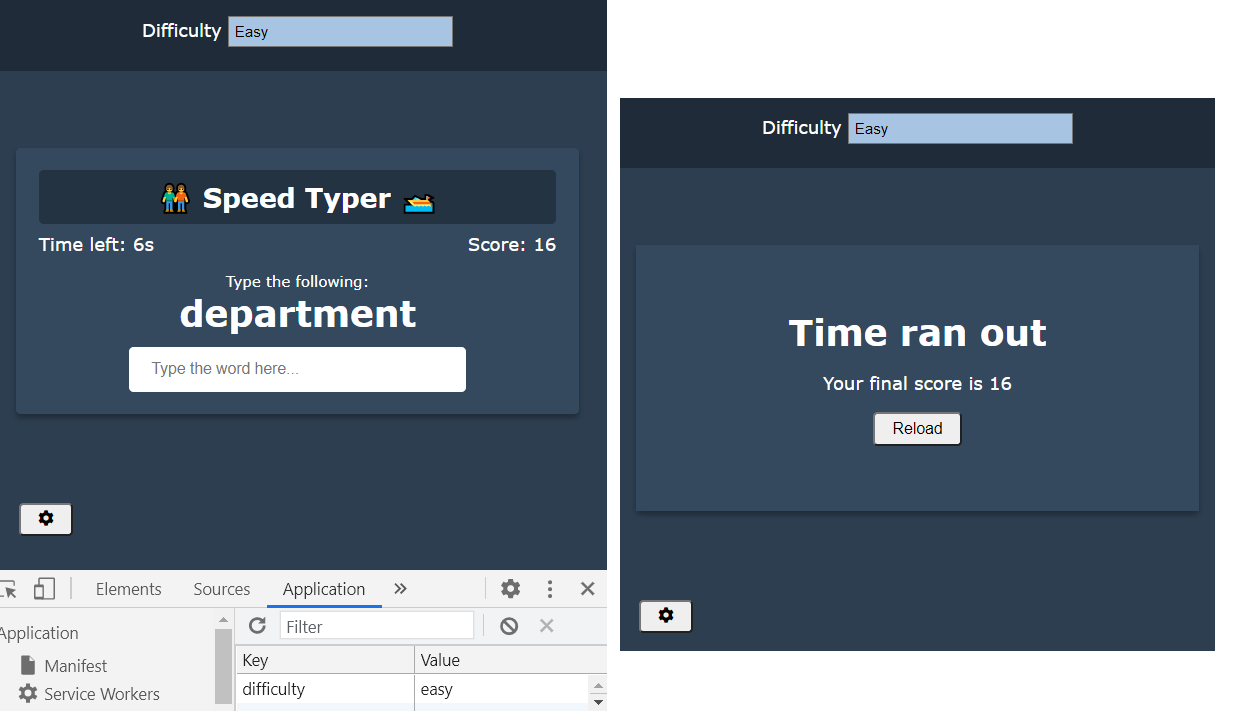 Difficulty Easy
Speed Typer
Time left: 6s Score: 16
Type the following:
department
Type the word here...
Elements Sources Application
Application
Filter
Manifest
Key Value
Service Workers
difficulty easy
Difficulty Easy
Time ran out
Your final score is 16
Reload